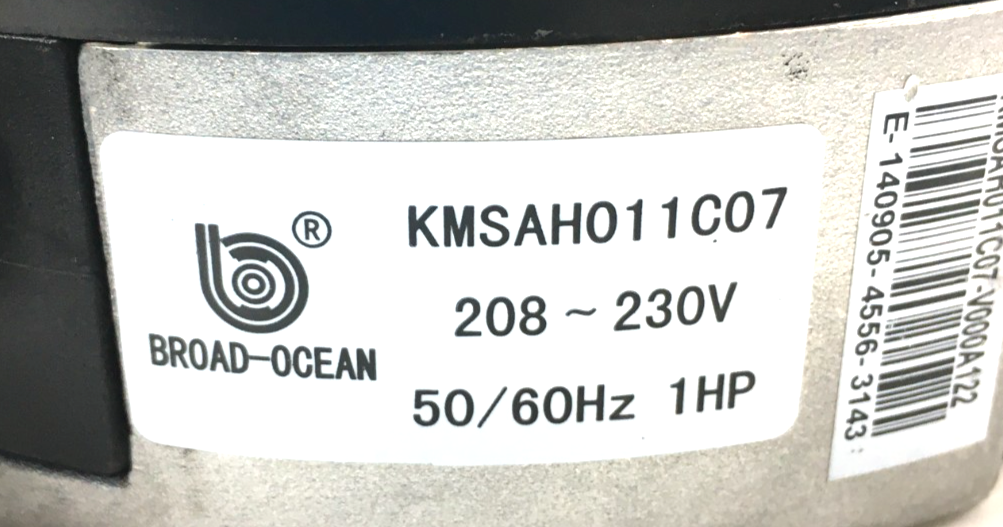 KMSAH011C07
208~230V
50/60Hz 1HP
®
BROAD-OCEAN
E-140905-4556-3143